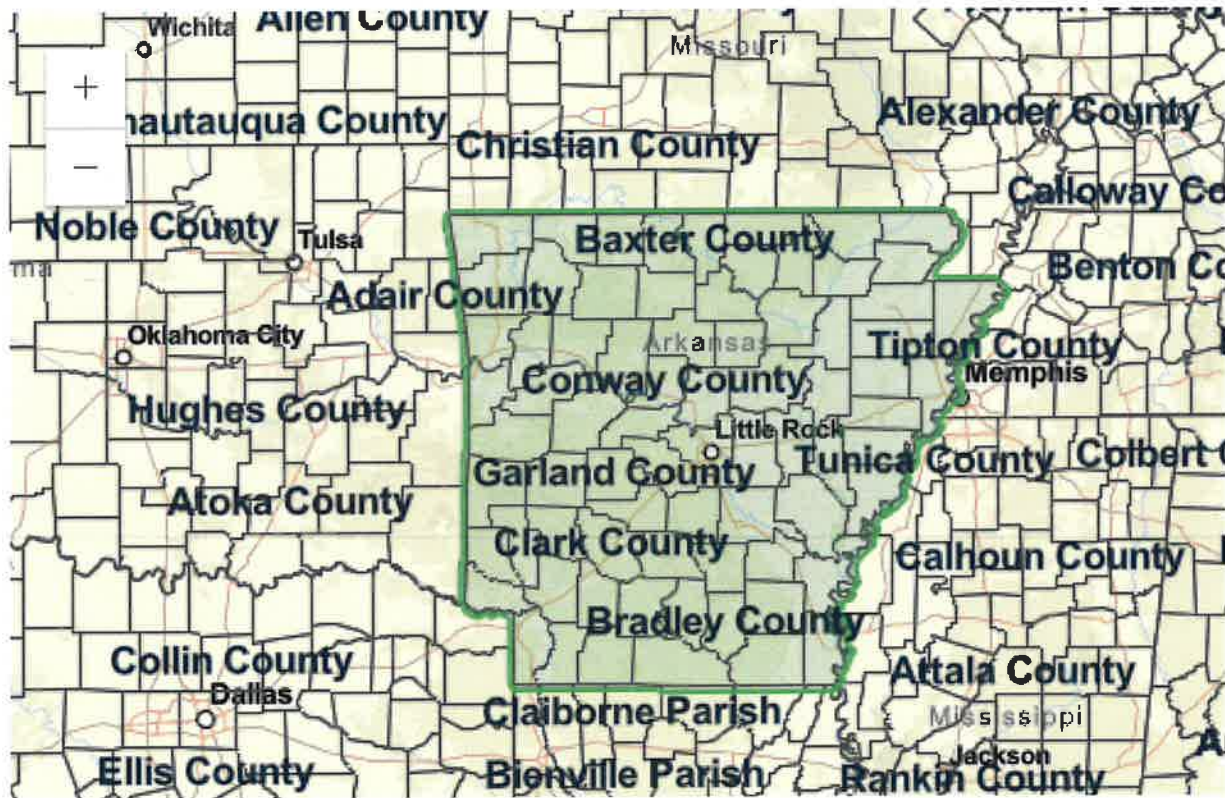 Wichita
Allen County
Missouri
+
hautauqua County
Alexander County
Christian County
−
Calloway Co
Noble County
Tulsa
Baxter County
Benton Co
ma
Adair County
Oklahoma City
Arkansas
Tipton County
Conway County
Memphis
Hughes County
Little Rock
Garland County
Tunica County
Colbert C
Atoka County
Clark County
Calhoun County
Bradley County
Collin County
Attala County
Dallas
Claiborne Parish
Mississippi
Jackson
Ellis County
Bienville Parish
Rankin County